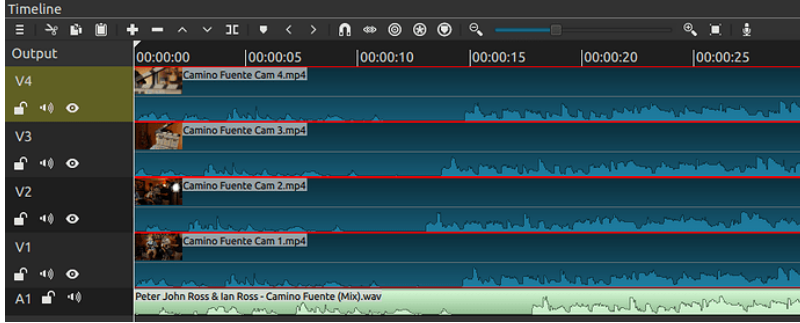 Timeline
Output
00:00:00 00:00:05 00:00:10 00:00:15 00:00:20 00:00:25
V4
Camino Fuente Cam 4.mp4
V3
Camino Fuente Cam 3.mp4
V2
Camino Fuente Cam 2.mp4
V1
Camino Fuente Cam 1.mp4
A1
Peter John Ross & Ian Ross - Camino Fuente (Mix).wav